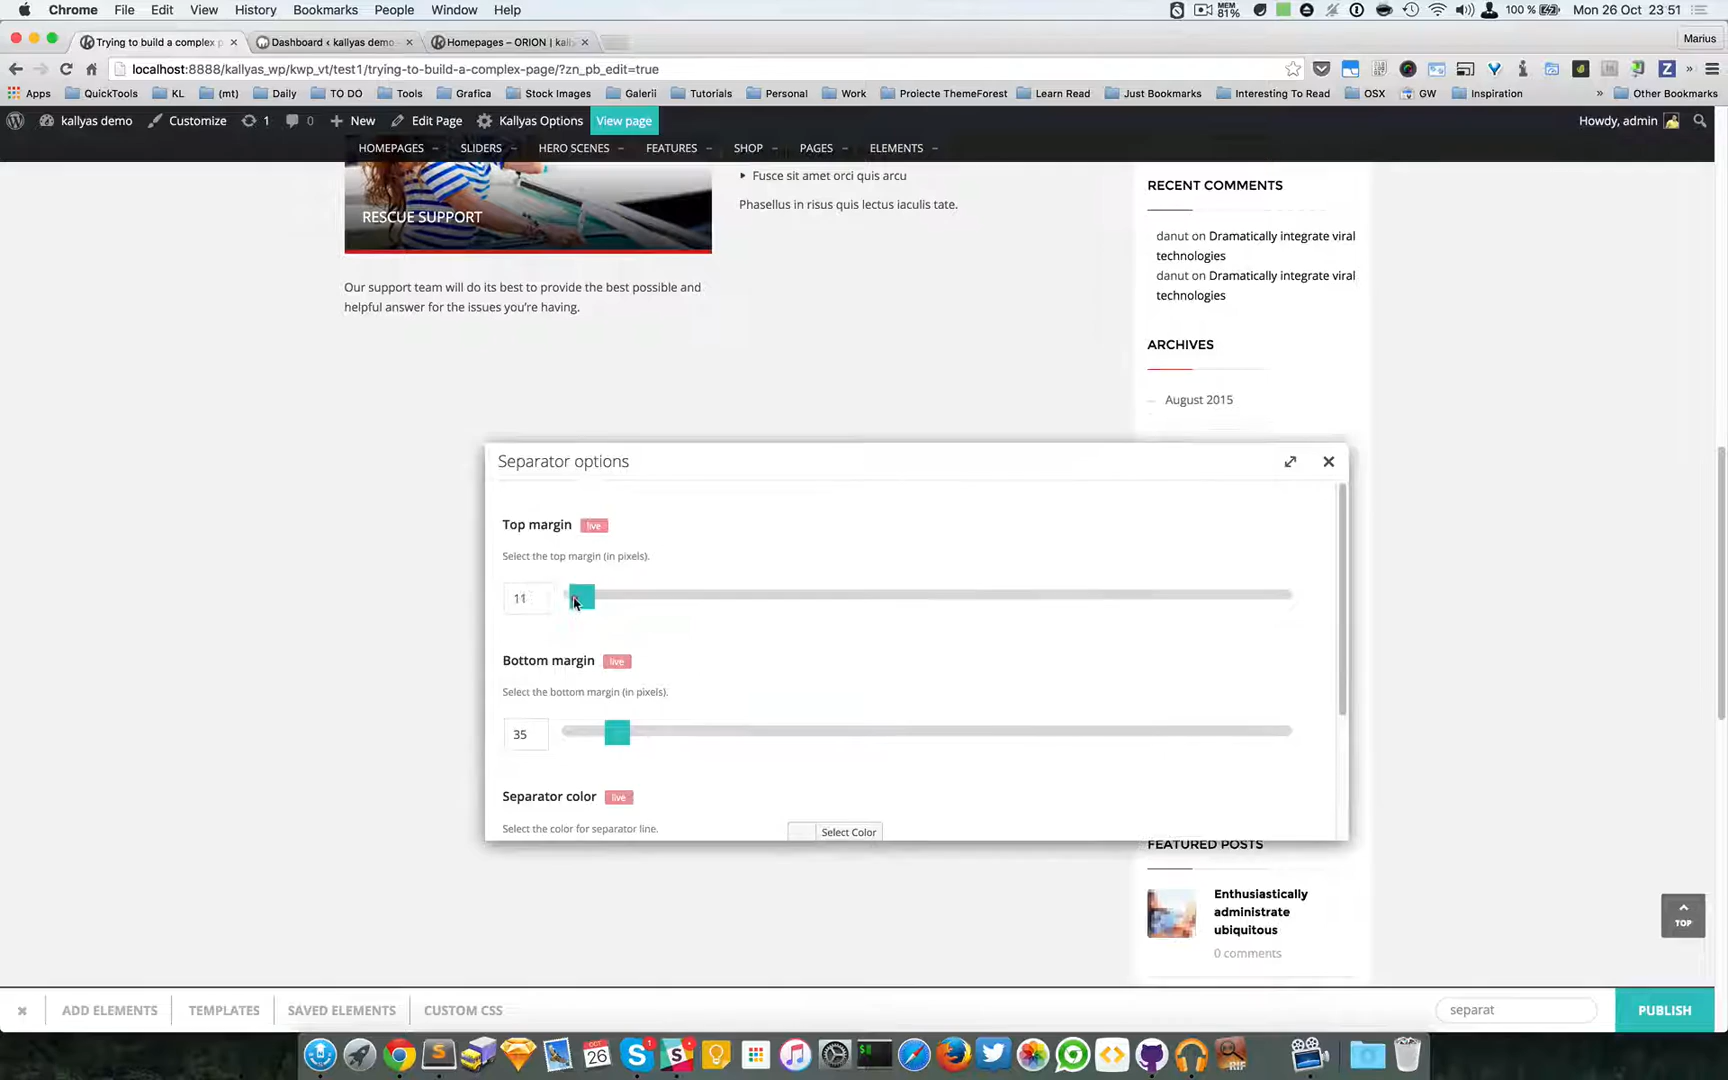 Chrome File Edit View History Bookmarks People Window Help
MEM 81% 100 % Mon 26 Oct 23:51
Trying to build a complex p
Dashboard ‹ kallyas demo
Homepages – ORION | kall
Marius
localhost:8888/kallyas_wp/kwp_vt/test1/trying-to-build-a-complex-page/?zn_pb_edit=true
Apps QuickTools KL (mt) Daily TO DO Tools Grafica Stock Images Galerii Tutorials Personal Work Proiecte ThemeForest Learn Read Just Bookmarks Interesting To Read OSX GW Inspiration » Other Bookmarks
kallyas demo Customize 1 0 New Edit Page Kallyas Options View page Howdy, admin
HOMEPAGES SLIDERS HERO SCENES FEATURES SHOP PAGES ELEMENTS
Fusce sit amet orci quis arcu
Phasellus in risus quis lectus iaculis tate.
RESCUE SUPPORT
Our support team will do its best to provide the best possible and
helpful answer for the issues you’re having.
RECENT COMMENTS
danut on Dramatically integrate viral
technologies
danut on Dramatically integrate viral
technologies
ARCHIVES
August 2015
Separator options
Top margin live
Select the top margin (in pixels).
11
Bottom margin live
Select the bottom margin (in pixels).
35
Separator color live
Select the color for separator line.
Select Color
FEATURED POSTS
Enthusiastically
administrate
ubiquitous
0 comments
TOP
ADD ELEMENTS TEMPLATES SAVED ELEMENTS CUSTOM CSS
separat
PUBLISH